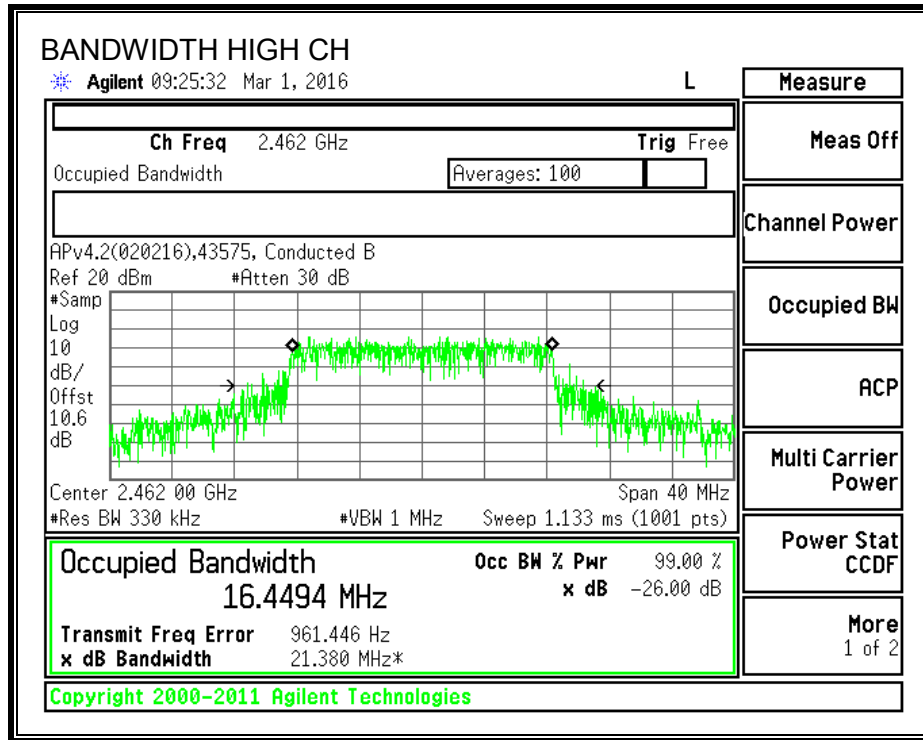 BANDWIDTH HIGH CH
Agilent 09:25:32 Mar 1, 2016 L
Measure
Ch Freq 2.462 GHz Trig Free
Meas Off
Occupied Bandwidth Averages: 100
Channel Power
APv4.2(020216),43575, Conducted B
Ref 20 dBm #Atten 30 dB
#Samp
Log
10
dB/
Offst
10.6
dB
Occupied BW
ACP
Multi Carrier
Power
Center 2.462 00 GHz Span 40 MHz
#Res BW 330 kHz #VBW 1 MHz Sweep 1.133 ms (1001 pts)
Power Stat
CCDF
Occupied Bandwidth Occ BW % Pwr 99.00 %
16.4494 MHz x dB -26.00 dB
Transmit Freq Error 961.446 Hz
x dB Bandwidth 21.380 MHz*
More
1 of 2
Copyright 2000-2011 Agilent Technologies